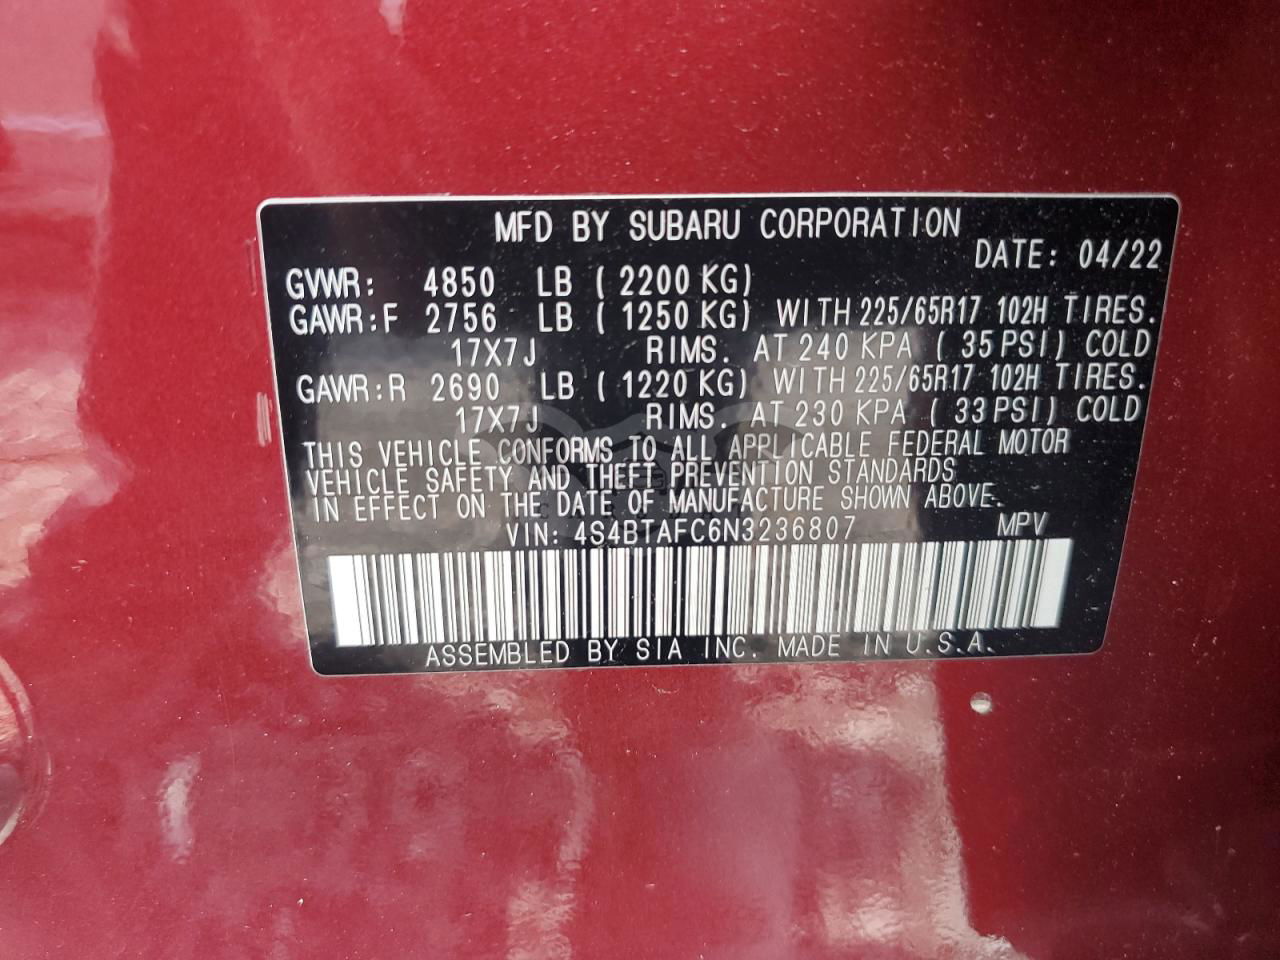 MFD BY SUBARU CORPORATION
DATE: 04/22
GVWR: 4850 LB ( 2200 KG)
GAWR:F 2756 LB ( 1250 KG) WITH 225/65R17 102H TIRES.
17X7J RIMS. AT 240 KPA ( 35 PSI) COLD
GAWR:R 2690 LB ( 1220 KG) WITH 225/65R17 102H TIRES.
17X7J RIMS. AT 230 KPA ( 33 PSI) COLD
THIS VEHICLE CONFORMS TO ALL APPLICABLE FEDERAL MOTOR
VEHICLE SAFETY AND THEFT PREVENTION STANDARDS
IN EFFECT ON THE DATE OF MANUFACTURE SHOWN ABOVE.
VIN: 4S4BTAFC6N3236807 MPV
ASSEMBLED BY SIA INC. MADE IN U.S.A.